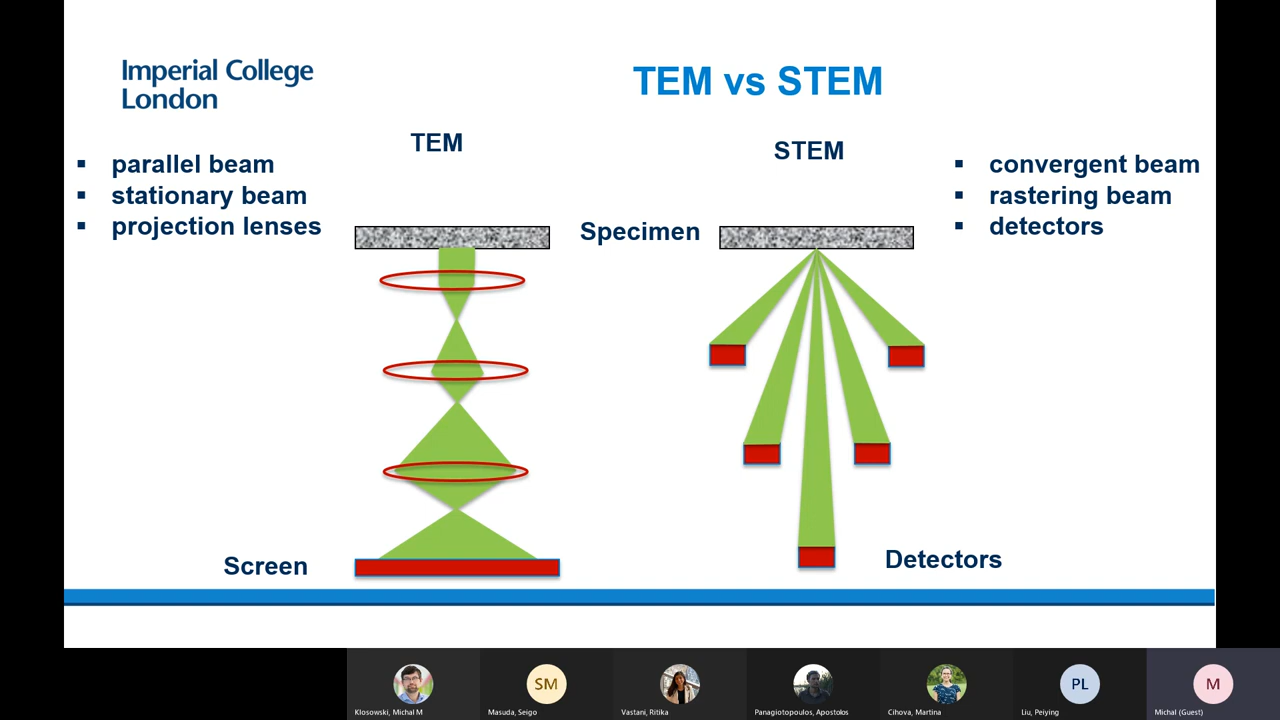 Imperial College
London
TEM vs STEM
TEM
STEM
▪ parallel beam
▪ stationary beam
▪ projection lenses
▪ convergent beam
▪ rastering beam
▪ detectors
Specimen
Screen
Detectors
SM
PL
M
Klosowski, Michal M
Masuda, Seigo
Vastani, Ritika
Panagiotopoulos, Apostolos
Cihova, Martina
Liu, Peiying
Michal (Guest)